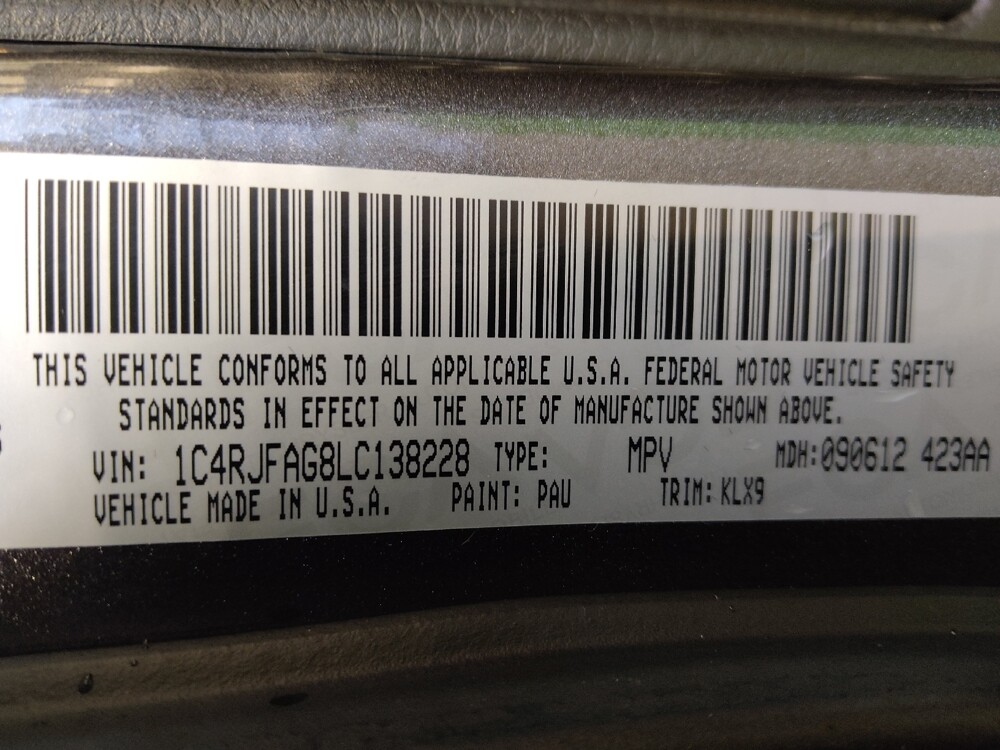 THIS VEHICLE CONFORMS TO ALL APPLICABLE U.S.A. FEDERAL MOTOR VEHICLE SAFETY
STANDARDS IN EFFECT ON THE DATE OF MANUFACTURE SHOWN ABOVE.
VIN: 1C4RJFAG8LC138228 TYPE: MPV MDH:090612 423AA
VEHICLE MADE IN U.S.A. PAINT: PAU TRIM: KLX9